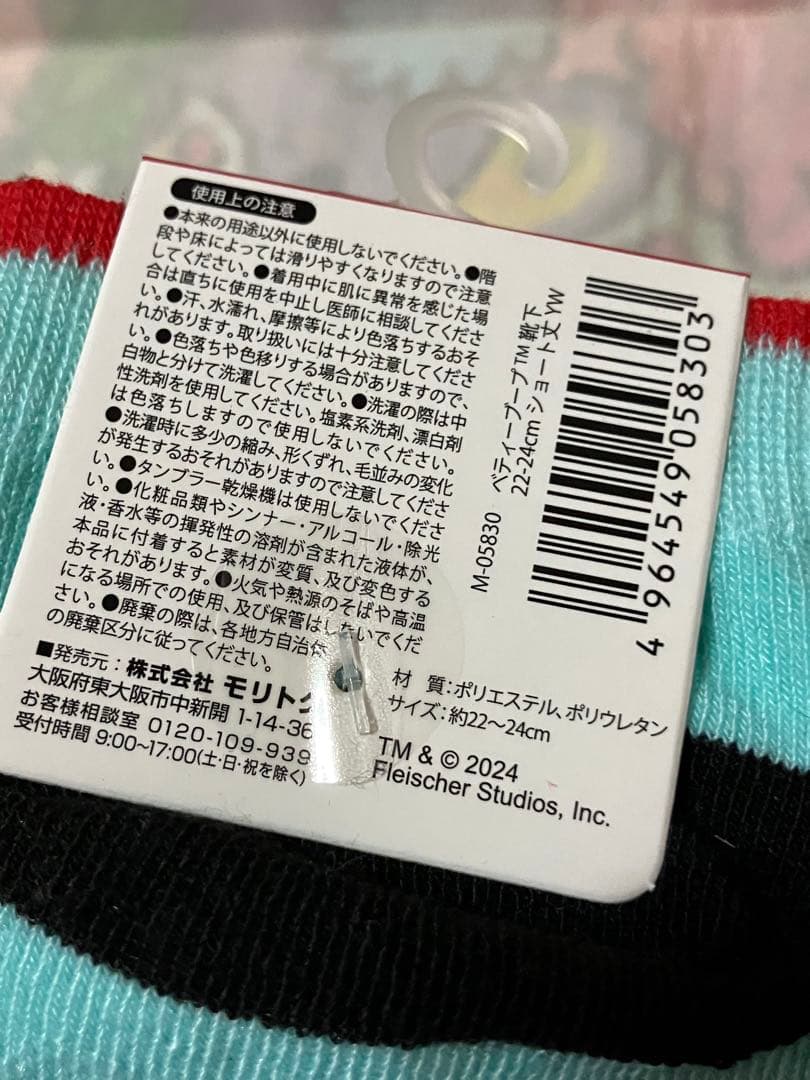 使用上の注意
●本来の用途以外に使用しないでください。●階
段や床によっては滑りやすくなりますので注意
してください。●着用中に肌に異常を感じた場
合は直ちに使用を中止し医師に相談してくださ
い。●汗、水濡れ、摩擦等により色落ちするおそ
れがあります。取り扱いには十分注意してくださ
い。●色落ちや色移りする場合がありますので、
白物と分けて洗濯してください。●洗濯の際は中
性洗剤を使用してください。塩素系洗剤、漂白剤
は色落ちしますので使用しないでください。
●洗濯時に多少の縮み、形くずれ、毛並みの変化
が発生するおそれがありますので注意してくださ
い。●タンブラー乾燥機は使用しないでくださ
い。●化粧品類やシンナー・アルコール・除光
液・香水等の揮発性の溶剤が含まれた液体が、
本品に付着すると素材が変質、及び変色する
おそれがあります。●火気や熱源のそばや高温
になる場所での使用、及び保管はしないでくだ
さい。●廃棄の際は、各地方自治体
の廃棄区分に従ってください。
■発売元：株式会社 モリトク
大阪府東大阪市中新開 1-14-36
お客様相談室 0120-109-939
受付時間 9:00~17:00(土・日・祝を除く)
M-05830 ベティーブープ™ 靴下
22-24cm ショート丈 YW
4964549058303
材 質：ポリエステル、ポリウレタン
サイズ：約22～24cm
TM & © 2024
Fleischer Studios, Inc.